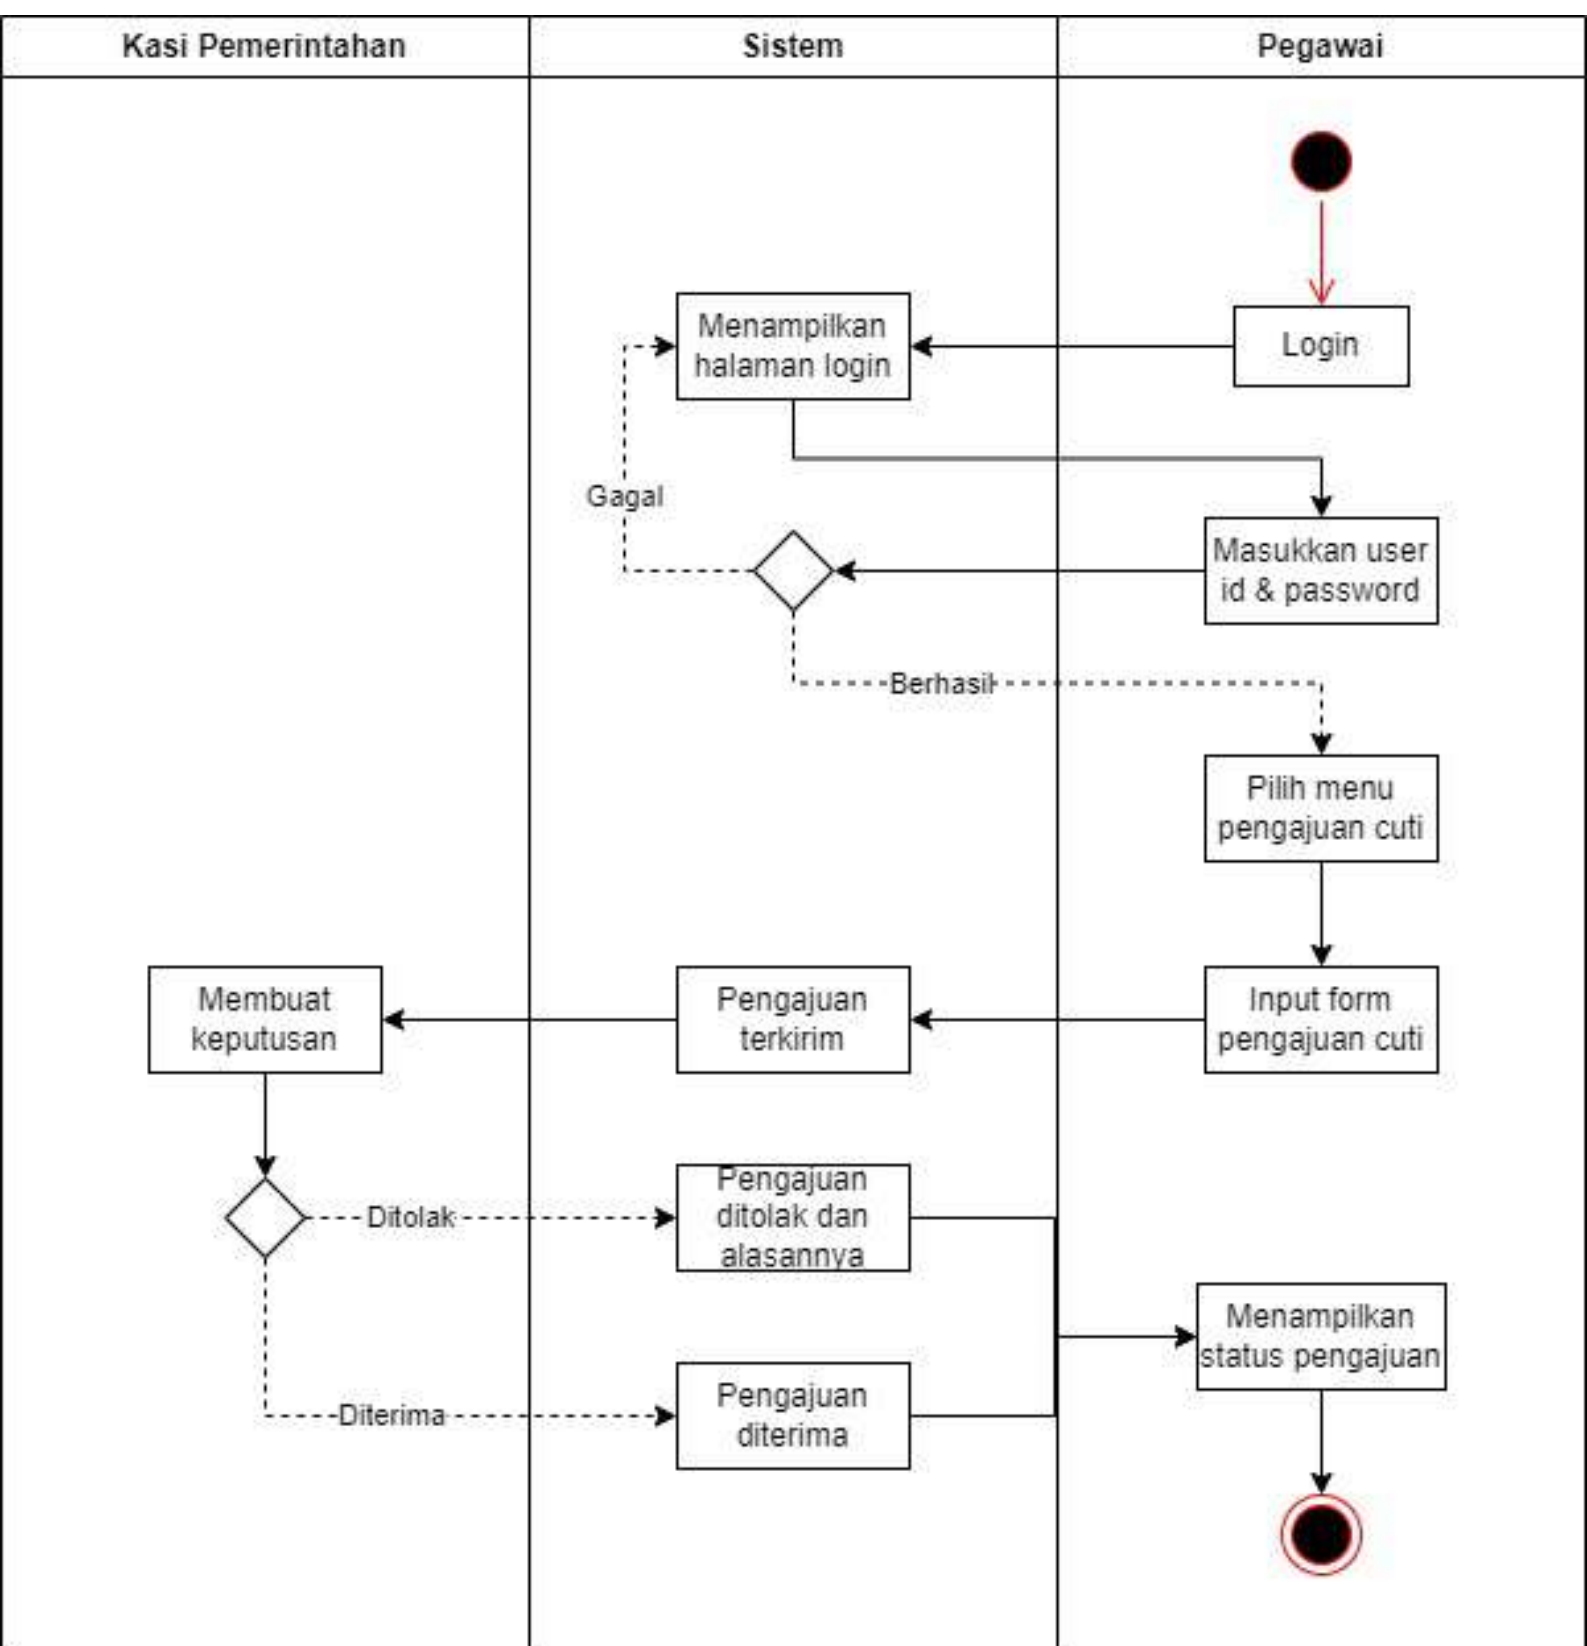 Kasi Pemerintahan
Sistem
Pegawai
Menampilkan
halaman login
Login
Gagal
Masukkan user
id & password
Berhasil
Pilih menu
pengajuan cuti
Membuat
keputusan
Pengajuan
terkirim
Input form
pengajuan cuti
Ditolak
Pengajuan
ditolak dan
alasannya
Menampilkan
status pengajuan
Diterima
Pengajuan
diterima